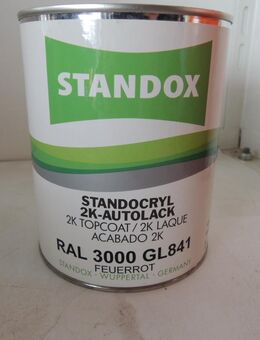 STANDOX
STANDOCRYL
2K-AUTOLACK
2K TOPCOAT / 2K LAQUE
ACABADO 2K
RAL 3000 GL841
FEUERROT
STANDOX - WUPPERTAL - GERMANY